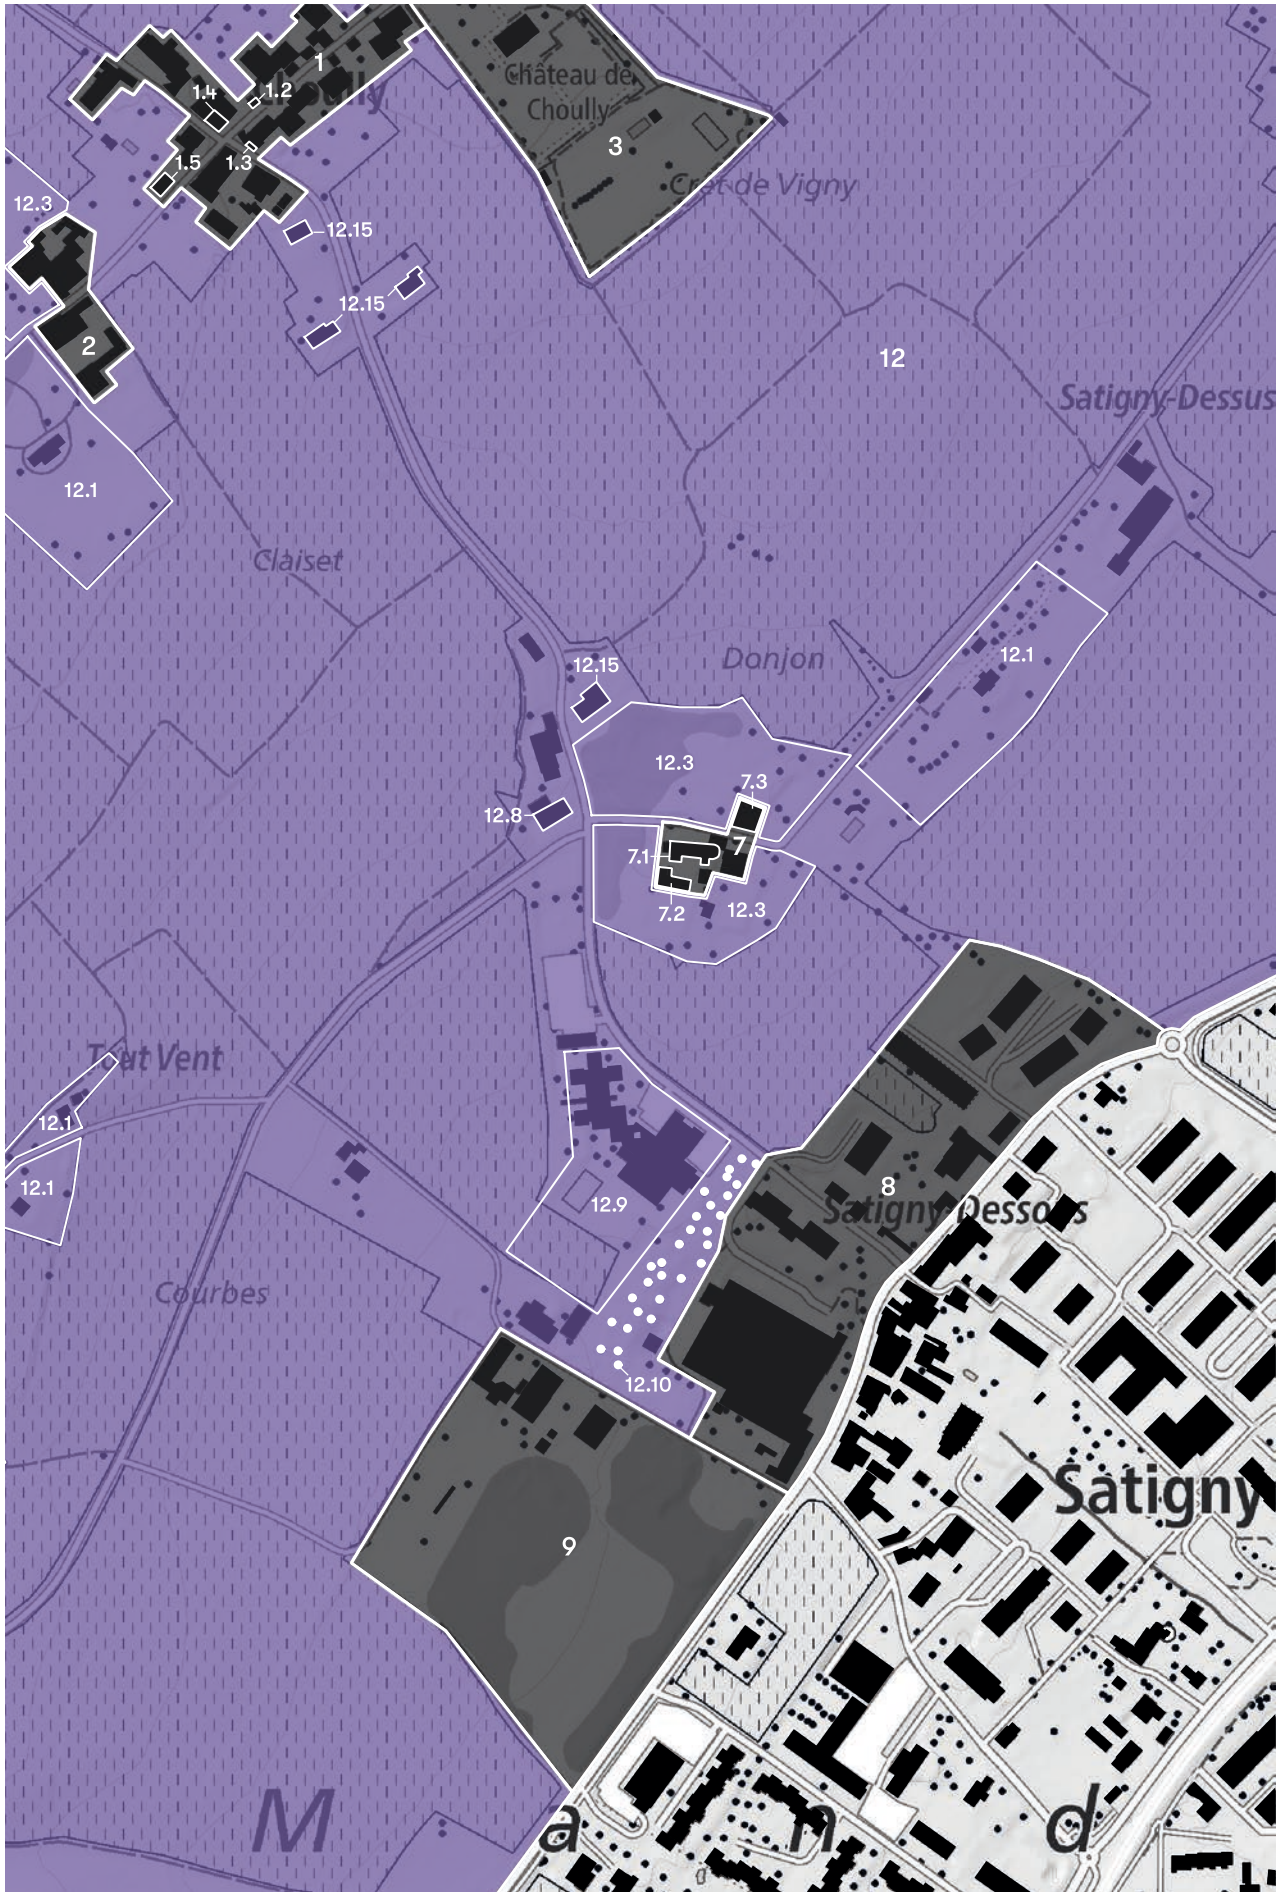 1
1.2
1.4
Choully
Château de
Choully
3
1.3
1.5
Crêt de Vigny
12.3
12.15
12.15
2
12
Satigny-Dessus
12.1
Claiset
Donjon
12.15
12.1
12.3
7.3
12.8
7.1
7
7.2
12.3
Tout Vent
12.1
12.1
8
12.9
Satigny-Dessous
Courbes
12.10
Satigny
9
M a n d